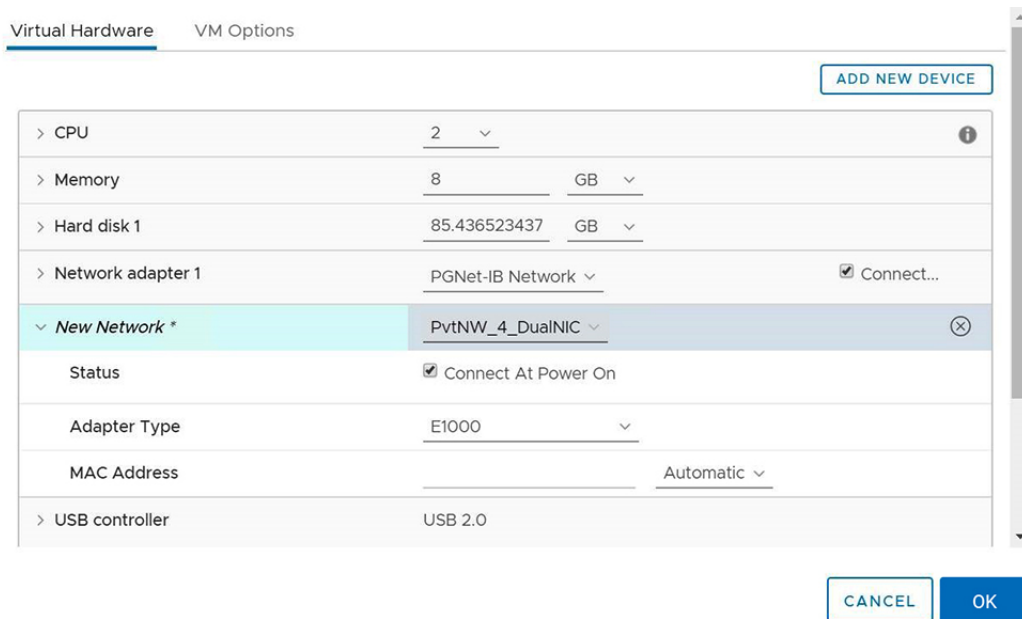 Virtual Hardware VM Options
ADD NEW DEVICE
CPU 2
Memory 8 GB
Hard disk 1 85.436523437 GB
Network adapter 1 PGNet-IB Network Connect...
New Network * PvtNW_4_DualNIC
Status Connect At Power On
Adapter Type E1000
MAC Address Automatic
USB controller USB 2.0
CANCEL OK